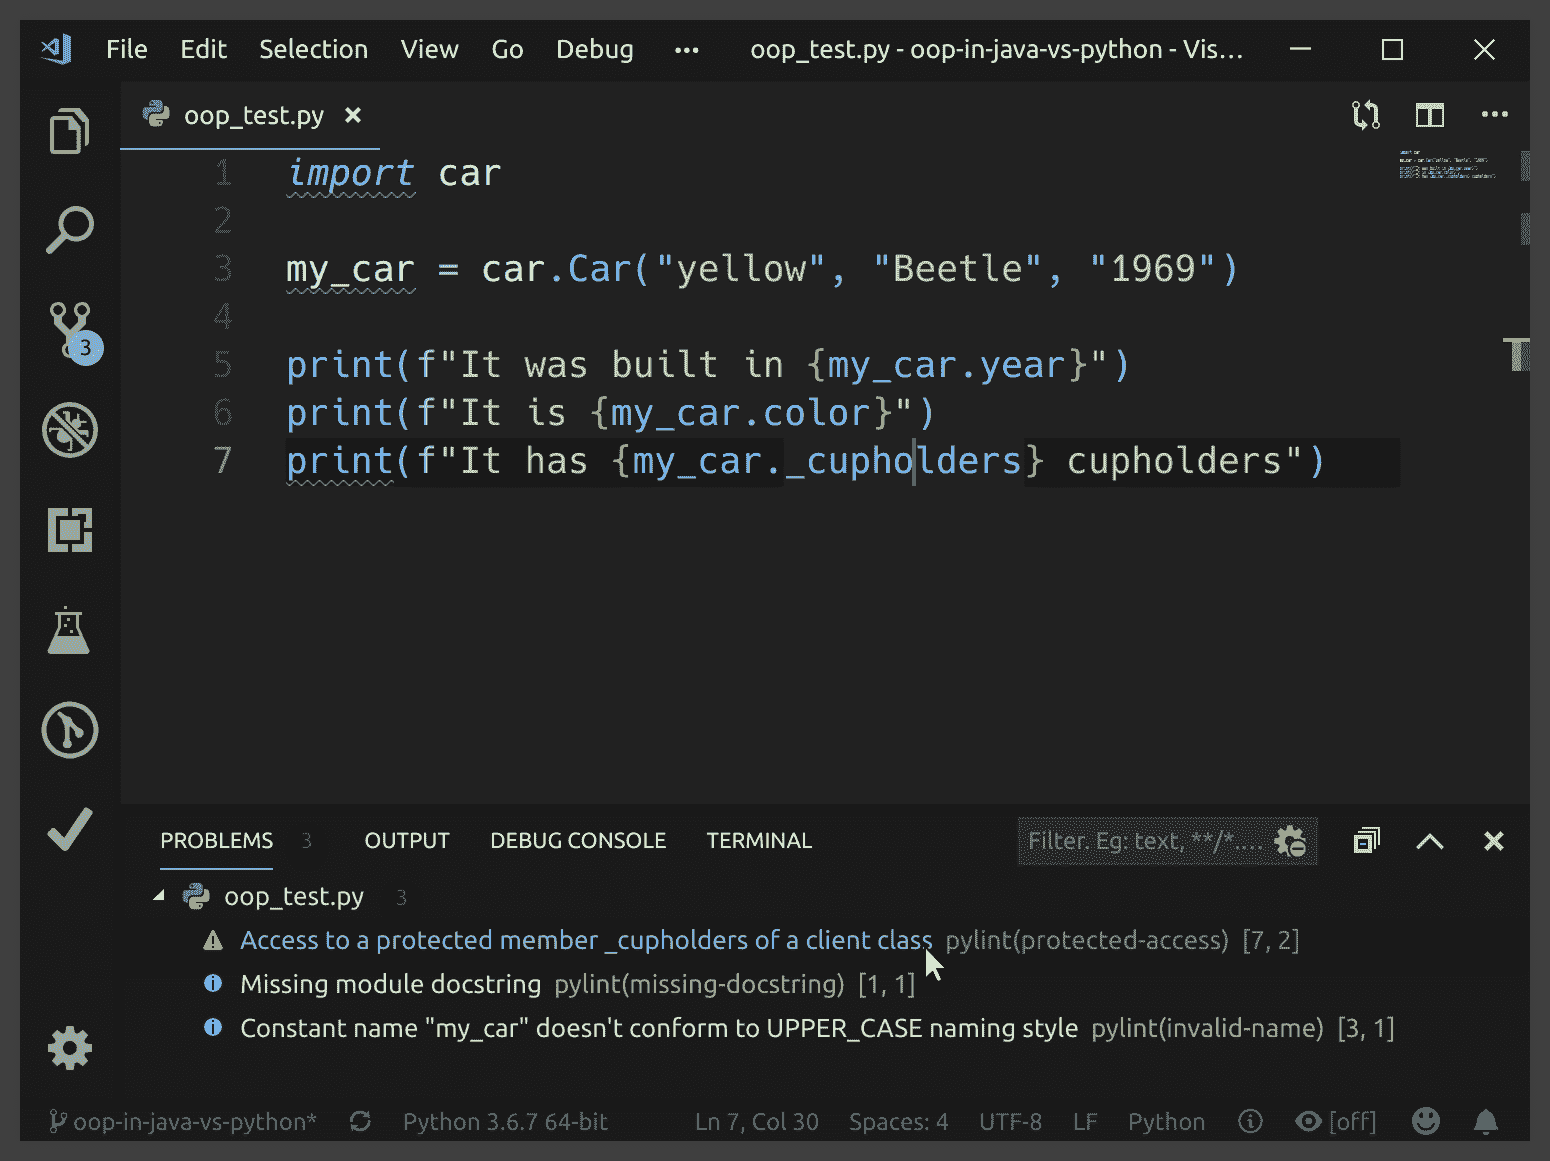 File Edit Selection View Go Debug ••• oop_test.py - oop-in-java-vs-python - Vis...
oop_test.py
1 import car
2
3 my_car = car.Car("yellow", "Beetle", "1969")
4
5 print(f"It was built in {my_car.year}")
6 print(f"It is {my_car.color}")
7 print(f"It has {my_car._cupholders} cupholders")
3
PROBLEMS 3 OUTPUT DEBUG CONSOLE TERMINAL Filter. Eg: text, **/*....
oop_test.py 3
Access to a protected member _cupholders of a client class pylint(protected-access) [7, 2]
Missing module docstring pylint(missing-docstring) [1, 1]
Constant name "my_car" doesn't conform to UPPER_CASE naming style pylint(invalid-name) [3, 1]
oop-in-java-vs-python* Python 3.6.7 64-bit Ln 7, Col 30 Spaces: 4 UTF-8 LF Python [off]